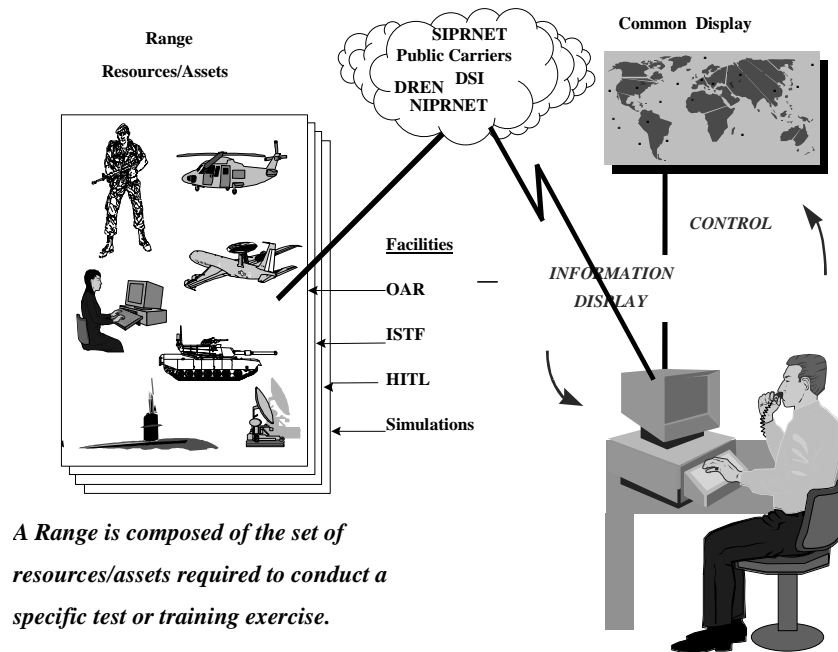 Range
Resources/Assets
SIPRNET
Public Carriers
DSI
DREN
NIPRNET
Common Display
Facilities
OAR
ISTF
HITL
Simulations
CONTROL
INFORMATION
DISPLAY
A Range is composed of the set of
resources/assets required to conduct a
specific test or training exercise.